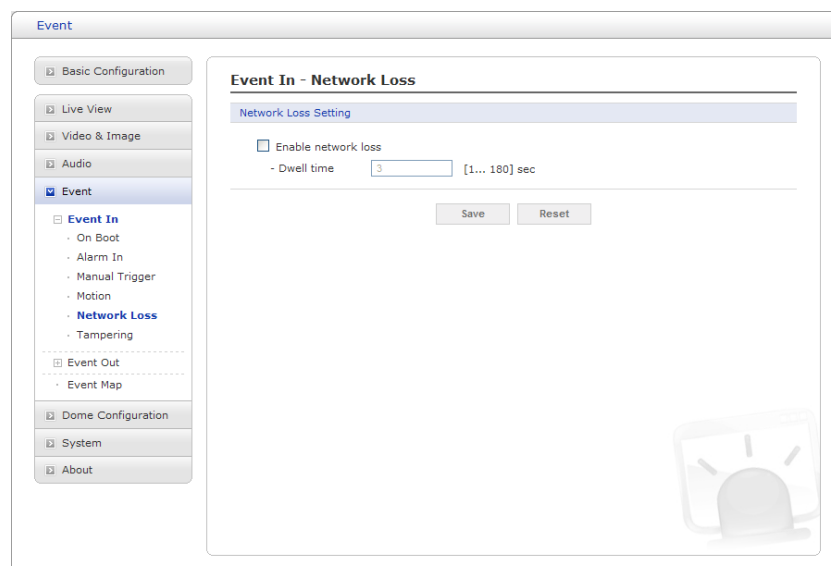 Event
Basic Configuration
Live View
Video & Image
Audio
Event
Event In
On Boot
Alarm In
Manual Trigger
Motion
Network Loss
Tampering
Event Out
Event Map
Dome Configuration
System
About
Event In - Network Loss
Network Loss Setting
Enable network loss
- Dwell time 3 [1... 180] sec
Save Reset